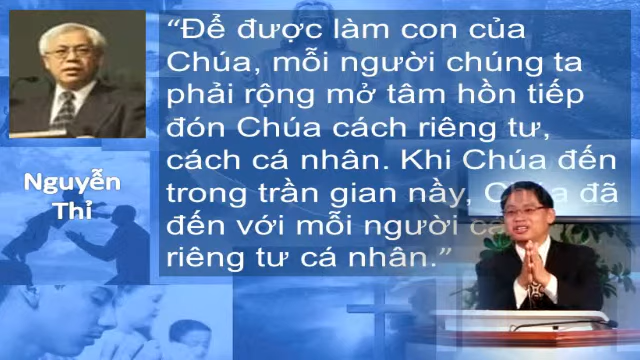 “Để được làm con của
Chúa, mỗi người chúng ta
phải rộng mở tâm hồn tiếp
đón Chúa cách riêng tư,
cách cá nhân. Khi Chúa đến
trong trần gian nầy, đã
đến với mỗi người
riêng tư cá nhân.”
Nguyễn
Thỉ